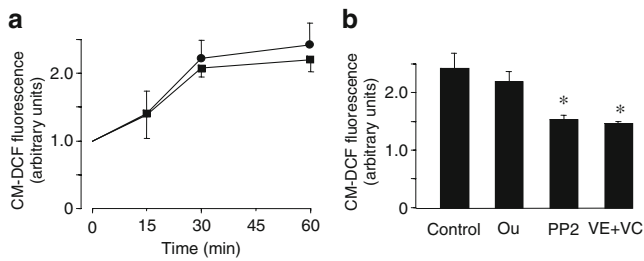 a
CM-DCF fluorescence
(arbitrary units)
2.0
1.0
0
0 15 30 45 60
Time (min)
b
CM-DCF fluorescence
(arbitrary units)
2.0
1.0
0
* *
Control Ou PP2 VE+VC